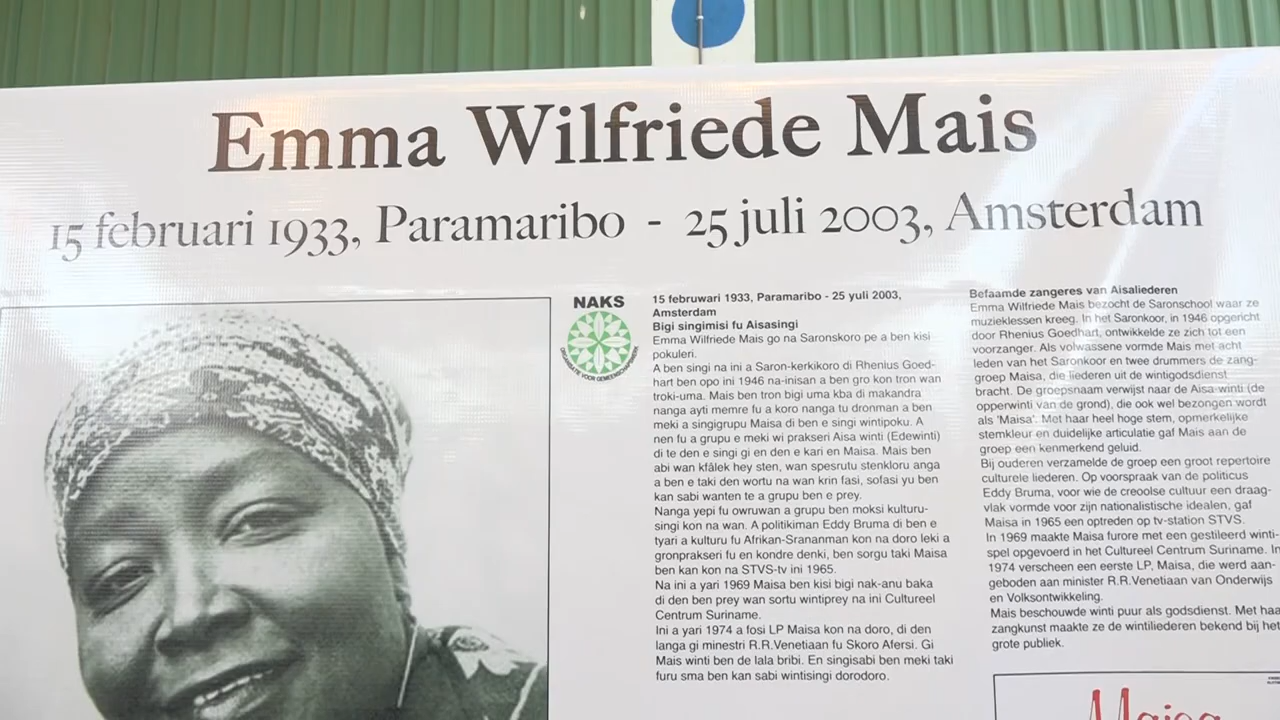 Emma Wilfriede Mais
15 februari 1933, Paramaribo - 25 juli 2003, Amsterdam
NAKS
15 februwari 1933, Paramaribo - 25 yuli 2003,
Amsterdam
Bigi singimisi fu Aisasingi
Emma Wilfriede Mais go na Saronskoro pe a ben kisi
pokuleri.
A ben singi na ini a Saron-kerkikoro di Rhenius Goed-
hart ben opo ini 1946 na-inisan a ben gro kon tron wan
troki-uma. Mais ben tron bigi uma kba di makandra
nanga ayti memre fu a koro nanga tu dronman a ben
meki a singigrupu Maisa di ben e singi wintipoku. A
nen fu a grupu e meki wi prakseri Aisa winti (Edewinti)
di te den e singi gi en den e kari en Maisa. Mais ben
abi wan kfâlek hey sten, wan spesrutu stenkloru anga
a ben e taki den wortu na wan krin fasi, sofasi yu ben
kan sabi wanten te a grupu ben e prey.
Nanga yepi fu owruwan a grupu ben moksi kulturu-
singi kon na wan. A politikiman Eddy Bruma di ben e
tyari a kulturu fu Afrikan-Srananman kon na doro leki a
gronprakseri fu en kondre denki, ben sorgu taki Maisa
ben kan kon na STVS-tv ini 1965.
Na ini a yari 1969 Maisa ben kisi bigi nak-anu baka
di den ben prey wan sortu wintiprey na ini Cultureel
Centrum Suriname.
Ini a yari 1974 a fosi LP Maisa kon na doro, di den
langa gi ministri R.R.Venetiaan fu Skoro Afersi. Gi
Mais winti ben de lala bribi. En singisabi ben meki taki
furu sma ben kan sabi wintisingi dorodoro.
Befaamde zangeres van Aisaliederen
Emma Wilfriede Mais bezocht de Saronschool waar ze
muzieklessen kreeg. In het Saronkoor, in 1946 opgericht
door Rhenius Goedhart, ontwikkelde ze zich tot een
voorzanger. Als volwassene vormde Mais met acht
leden van het Saronkoor en twee drummers de zang-
groep Maisa, die liederen uit de wintigodsdienst
bracht. De groepsnaam verwijst naar de Aisa-winti (de
opperwinti van de grond), die ook wel bezongen wordt
als 'Maisa'. Met haar heel hoge stem, opmerkelijke
stemkleur en duidelijke articulatie gaf Mais aan de
groep een kenmerkend geluid.
Bij ouderen verzamelde de groep een groot repertoire
culturele liederen. Op voorspraak van de politicus
Eddy Bruma, voor wie de creoolse cultuur een draag-
vlak vormde voor zijn nationalistische idealen, gaf
Maisa in 1965 een optreden op tv-station STVS.
In 1969 maakte Maisa furore met een gestileerd winti-
spel opgevoerd in het Cultureel Centrum Suriname. In
1974 verscheen een eerste LP, Maisa, die werd aan-
geboden aan minister R.R.Venetiaan van Onderwijs
en Volksontwikkeling.
Mais beschouwde winti puur als godsdienst. Met haa
zangkunst maakte ze de wintiliederen bekend bij het
grote publiek.
Maisa